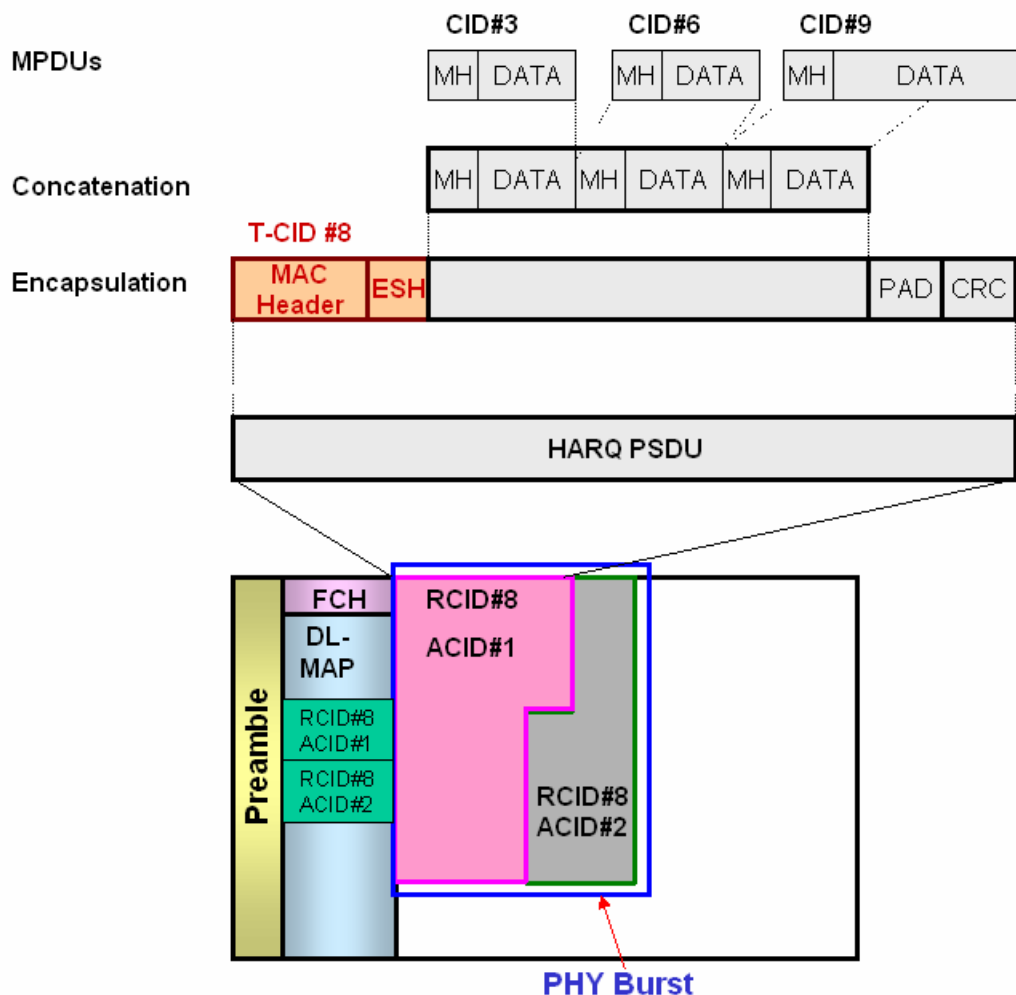 CID#3 CID#6 CID#9
MPDUs
MH DATA MH DATA MH DATA
Concatenation
MH DATA MH DATA MH DATA
T-CID #8
Encapsulation
MAC
Header
ESH
PAD CRC
HARQ PSDU
Preamble
FCH
DL-
MAP
RCID#8
ACID#1
RCID#8
ACID#2
RCID#8
ACID#1
RCID#8
ACID#2
PHY Burst